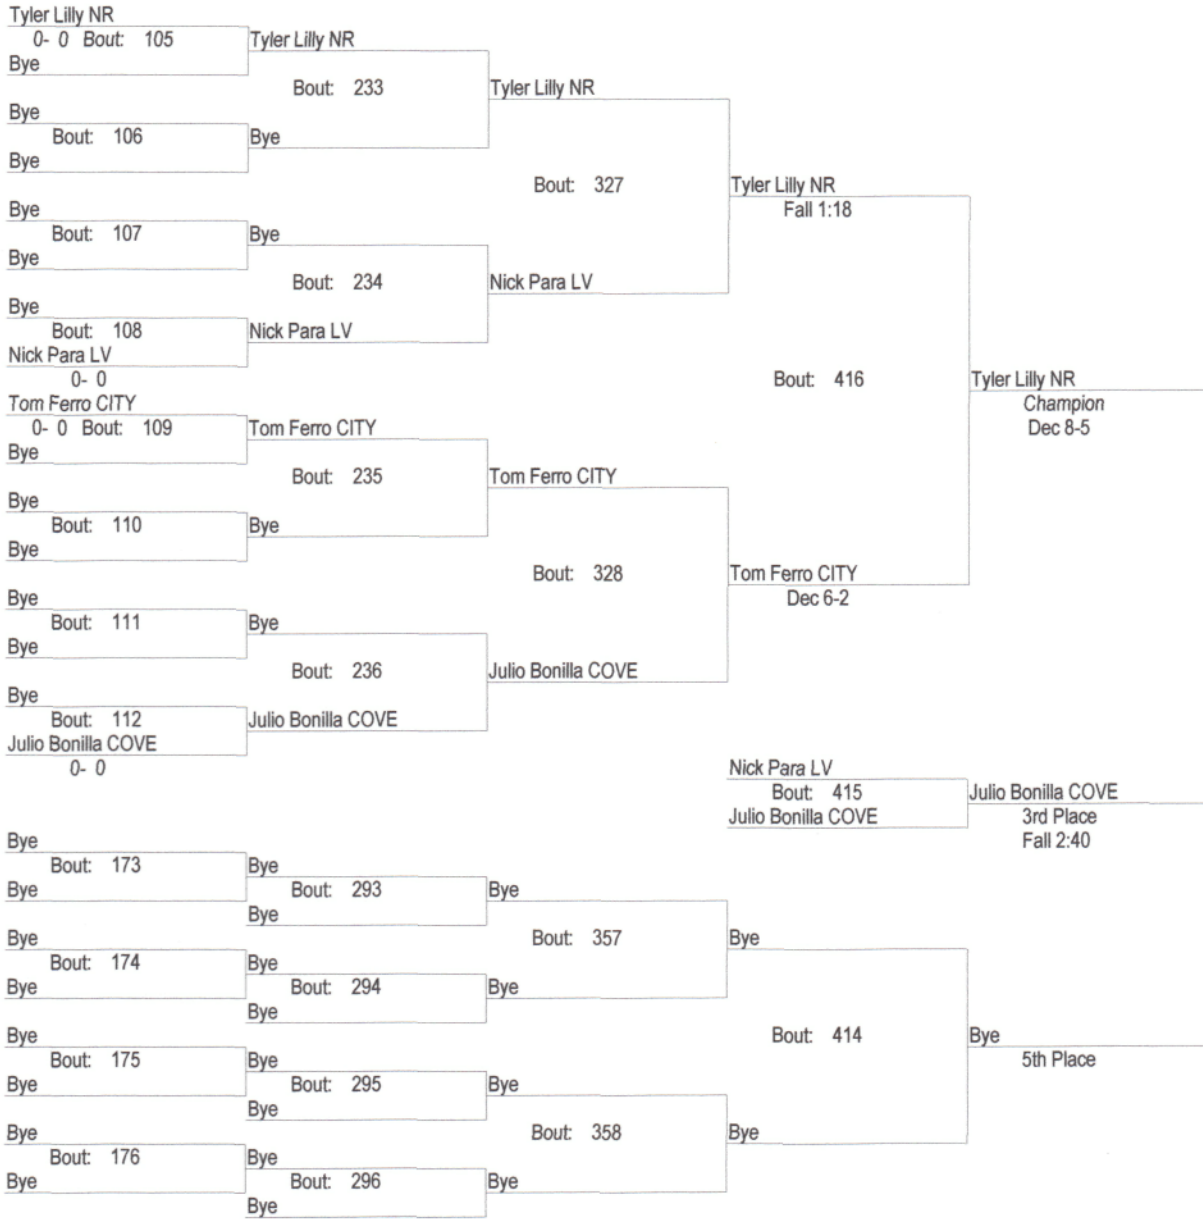 Tyler Lilly NR
0- 0 Bout: 105
Tyler Lilly NR
Bye
Bout: 233
Tyler Lilly NR
Bye
Bout: 106
Bye
Bye
Bout: 327
Tyler Lilly NR
Fall 1:18
Bye
Bout: 107
Bye
Bye
Bout: 234
Nick Para LV
Bye
Bout: 108
Nick Para LV
Nick Para LV
0- 0
Bout: 416
Tyler Lilly NR
Champion
Dec 8-5
Tom Ferro CITY
0- 0 Bout: 109
Tom Ferro CITY
Bye
Bout: 235
Tom Ferro CITY
Bye
Bout: 110
Bye
Bye
Bout: 328
Tom Ferro CITY
Dec 6-2
Bye
Bout: 111
Bye
Bye
Bout: 236
Julio Bonilla COVE
Bye
Bout: 112
Julio Bonilla COVE
Julio Bonilla COVE
0- 0
Nick Para LV
Bout: 415
Julio Bonilla COVE
Julio Bonilla COVE
3rd Place
Fall 2:40
Bye
Bout: 173
Bye
Bye
Bout: 293
Bye
Bye
Bye
Bout: 357
Bye
Bout: 174
Bye
Bye
Bout: 294
Bye
Bye
Bye
Bout: 414
Bye
5th Place
Bye
Bout: 175
Bye
Bye
Bout: 295
Bye
Bye
Bye
Bout: 358
Bye
Bout: 176
Bye
Bye
Bout: 296
Bye
Bye
Bye